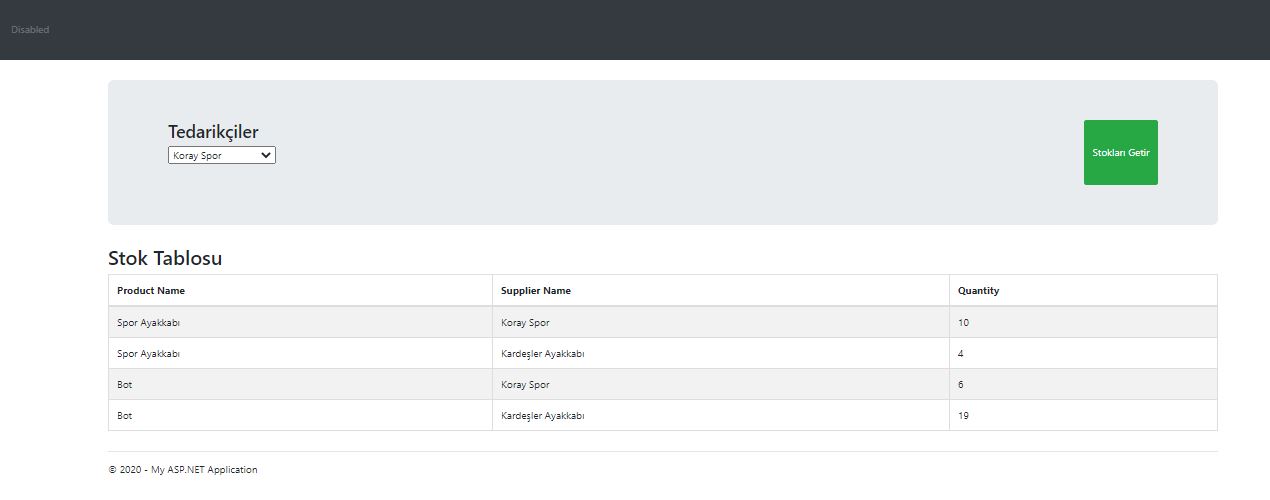 Disabled
Tedarikçiler
Koray Spor
Stokları Getir
Stok Tablosu
Product Name Supplier Name Quantity
Spor Ayakkabı Koray Spor 10
Spor Ayakkabı Kardeşler Ayakkabı 4
Bot Koray Spor 6
Bot Kardeşler Ayakkabı 19
© 2020 - My ASP.NET Application